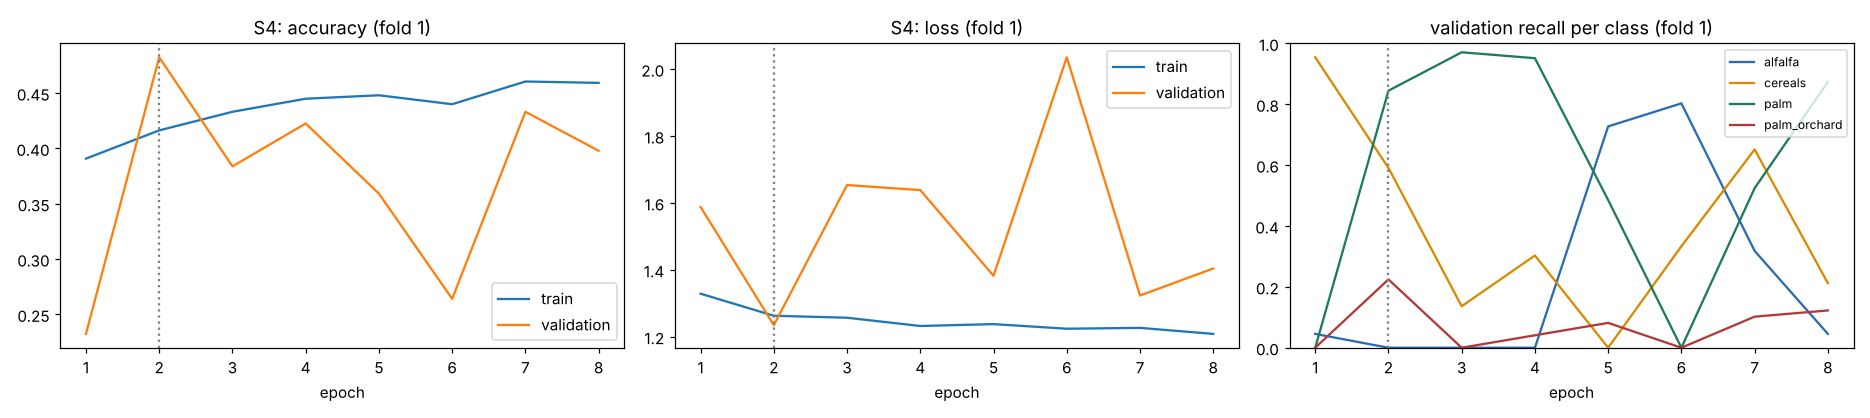 S4: accuracy (fold 1)
0.45
0.40
0.35
0.30
0.25
train
validation
1 2 3 4 5 6 7 8
epoch
S4: loss (fold 1)
2.0
1.8
1.6
1.4
1.2
train
validation
1 2 3 4 5 6 7 8
epoch
validation recall per class (fold 1)
1.0
0.8
0.6
0.4
0.2
0.0
alfalfa
cereals
palm
palm_orchard
1 2 3 4 5 6 7 8
epoch